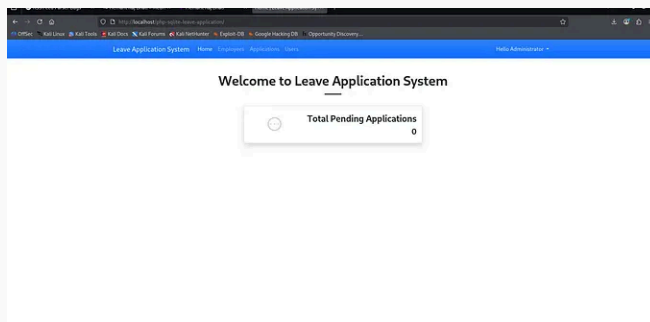 http://localhost/php-sqlite-leave-application/
OffSec Kali Linux Kali Tools Kali Docs Kali Forums Kali NetHunter Exploit-DB Google Hacking DB Opportunity Discovery...
Leave Application System Home Employees Applications Users Hello Administrator
Welcome to Leave Application System
Total Pending Applications
0